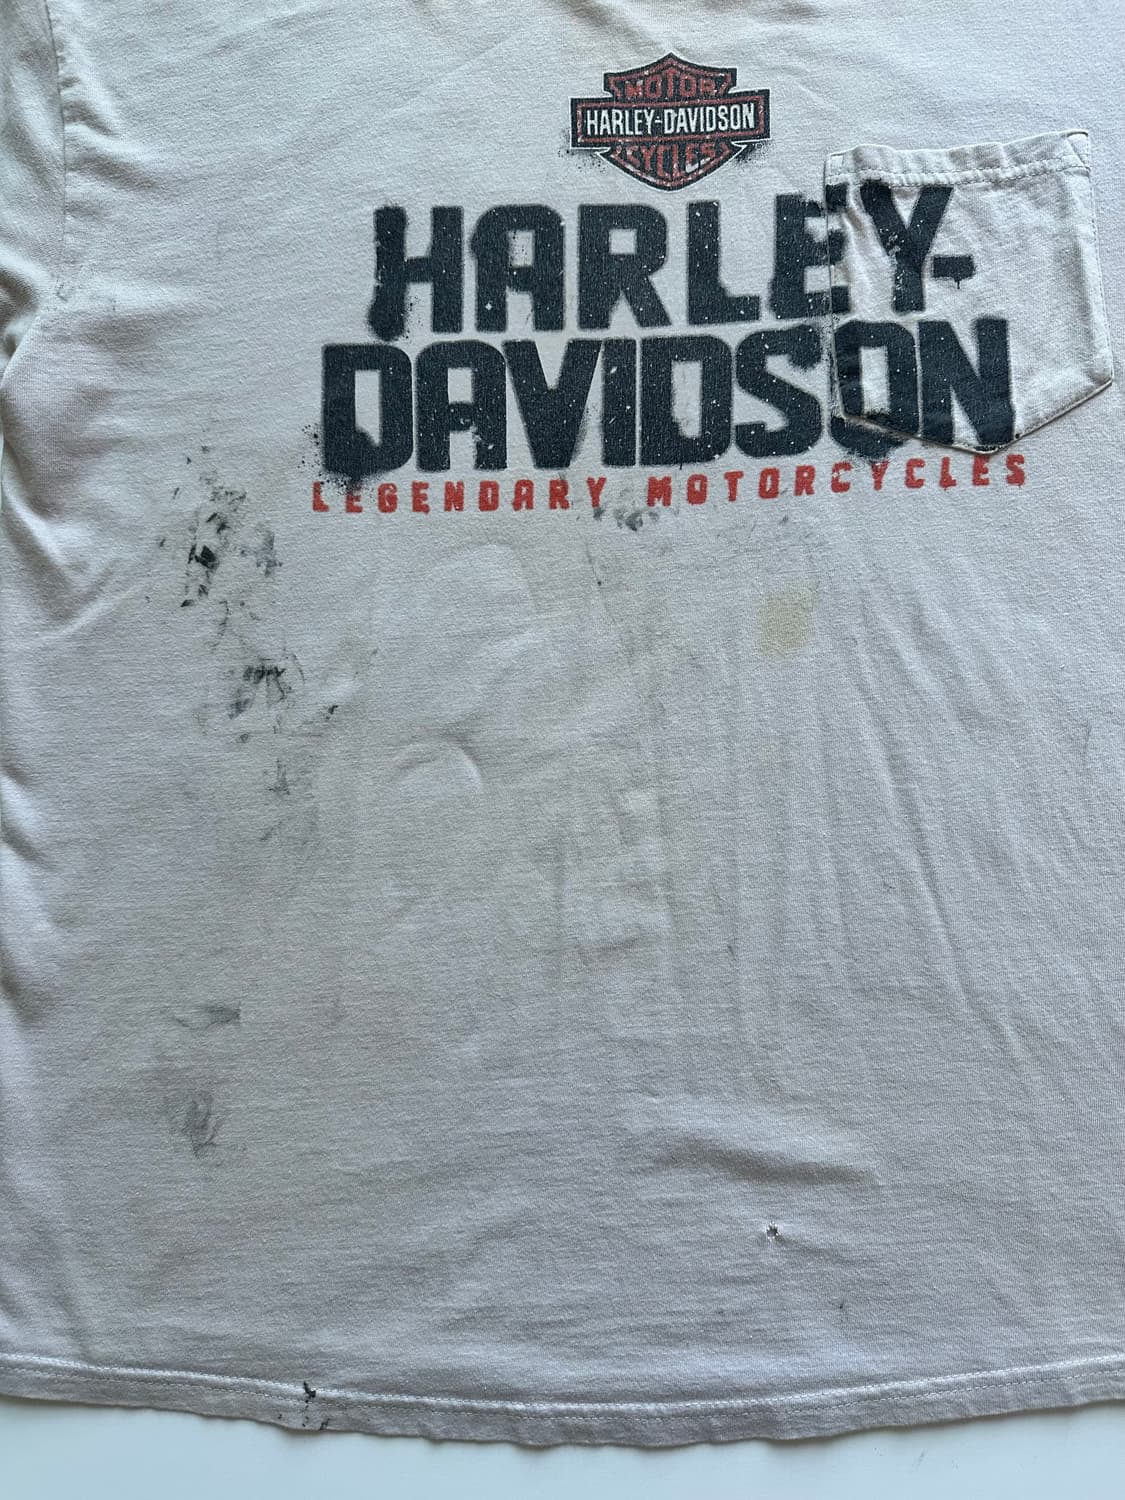 MOTOR
HARLEY-DAVIDSON
CYCLES
HARLEY-
DAVIDSON
LEGENDARY MOTORCYCLES